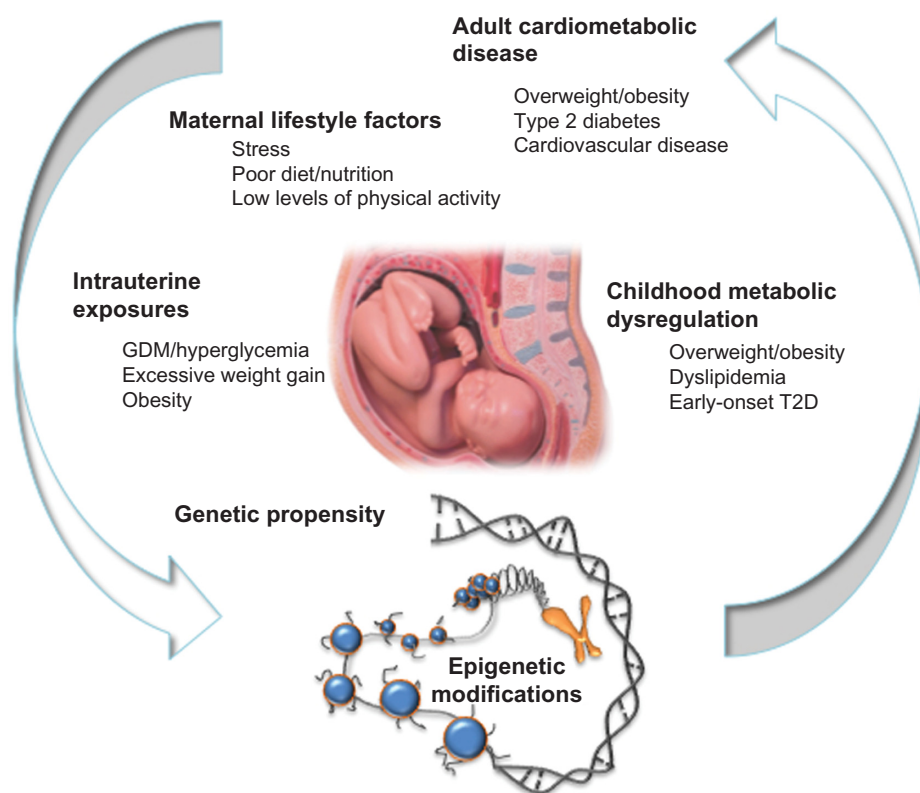 Adult cardiometabolic
disease
Overweight/obesity
Type 2 diabetes
Cardiovascular disease
Maternal lifestyle factors
Stress
Poor diet/nutrition
Low levels of physical activity
Intrauterine
exposures
GDM/hyperglycemia
Excessive weight gain
Obesity
Childhood metabolic
dysregulation
Overweight/obesity
Dyslipidemia
Early-onset T2D
Genetic propensity
Epigenetic
modifications